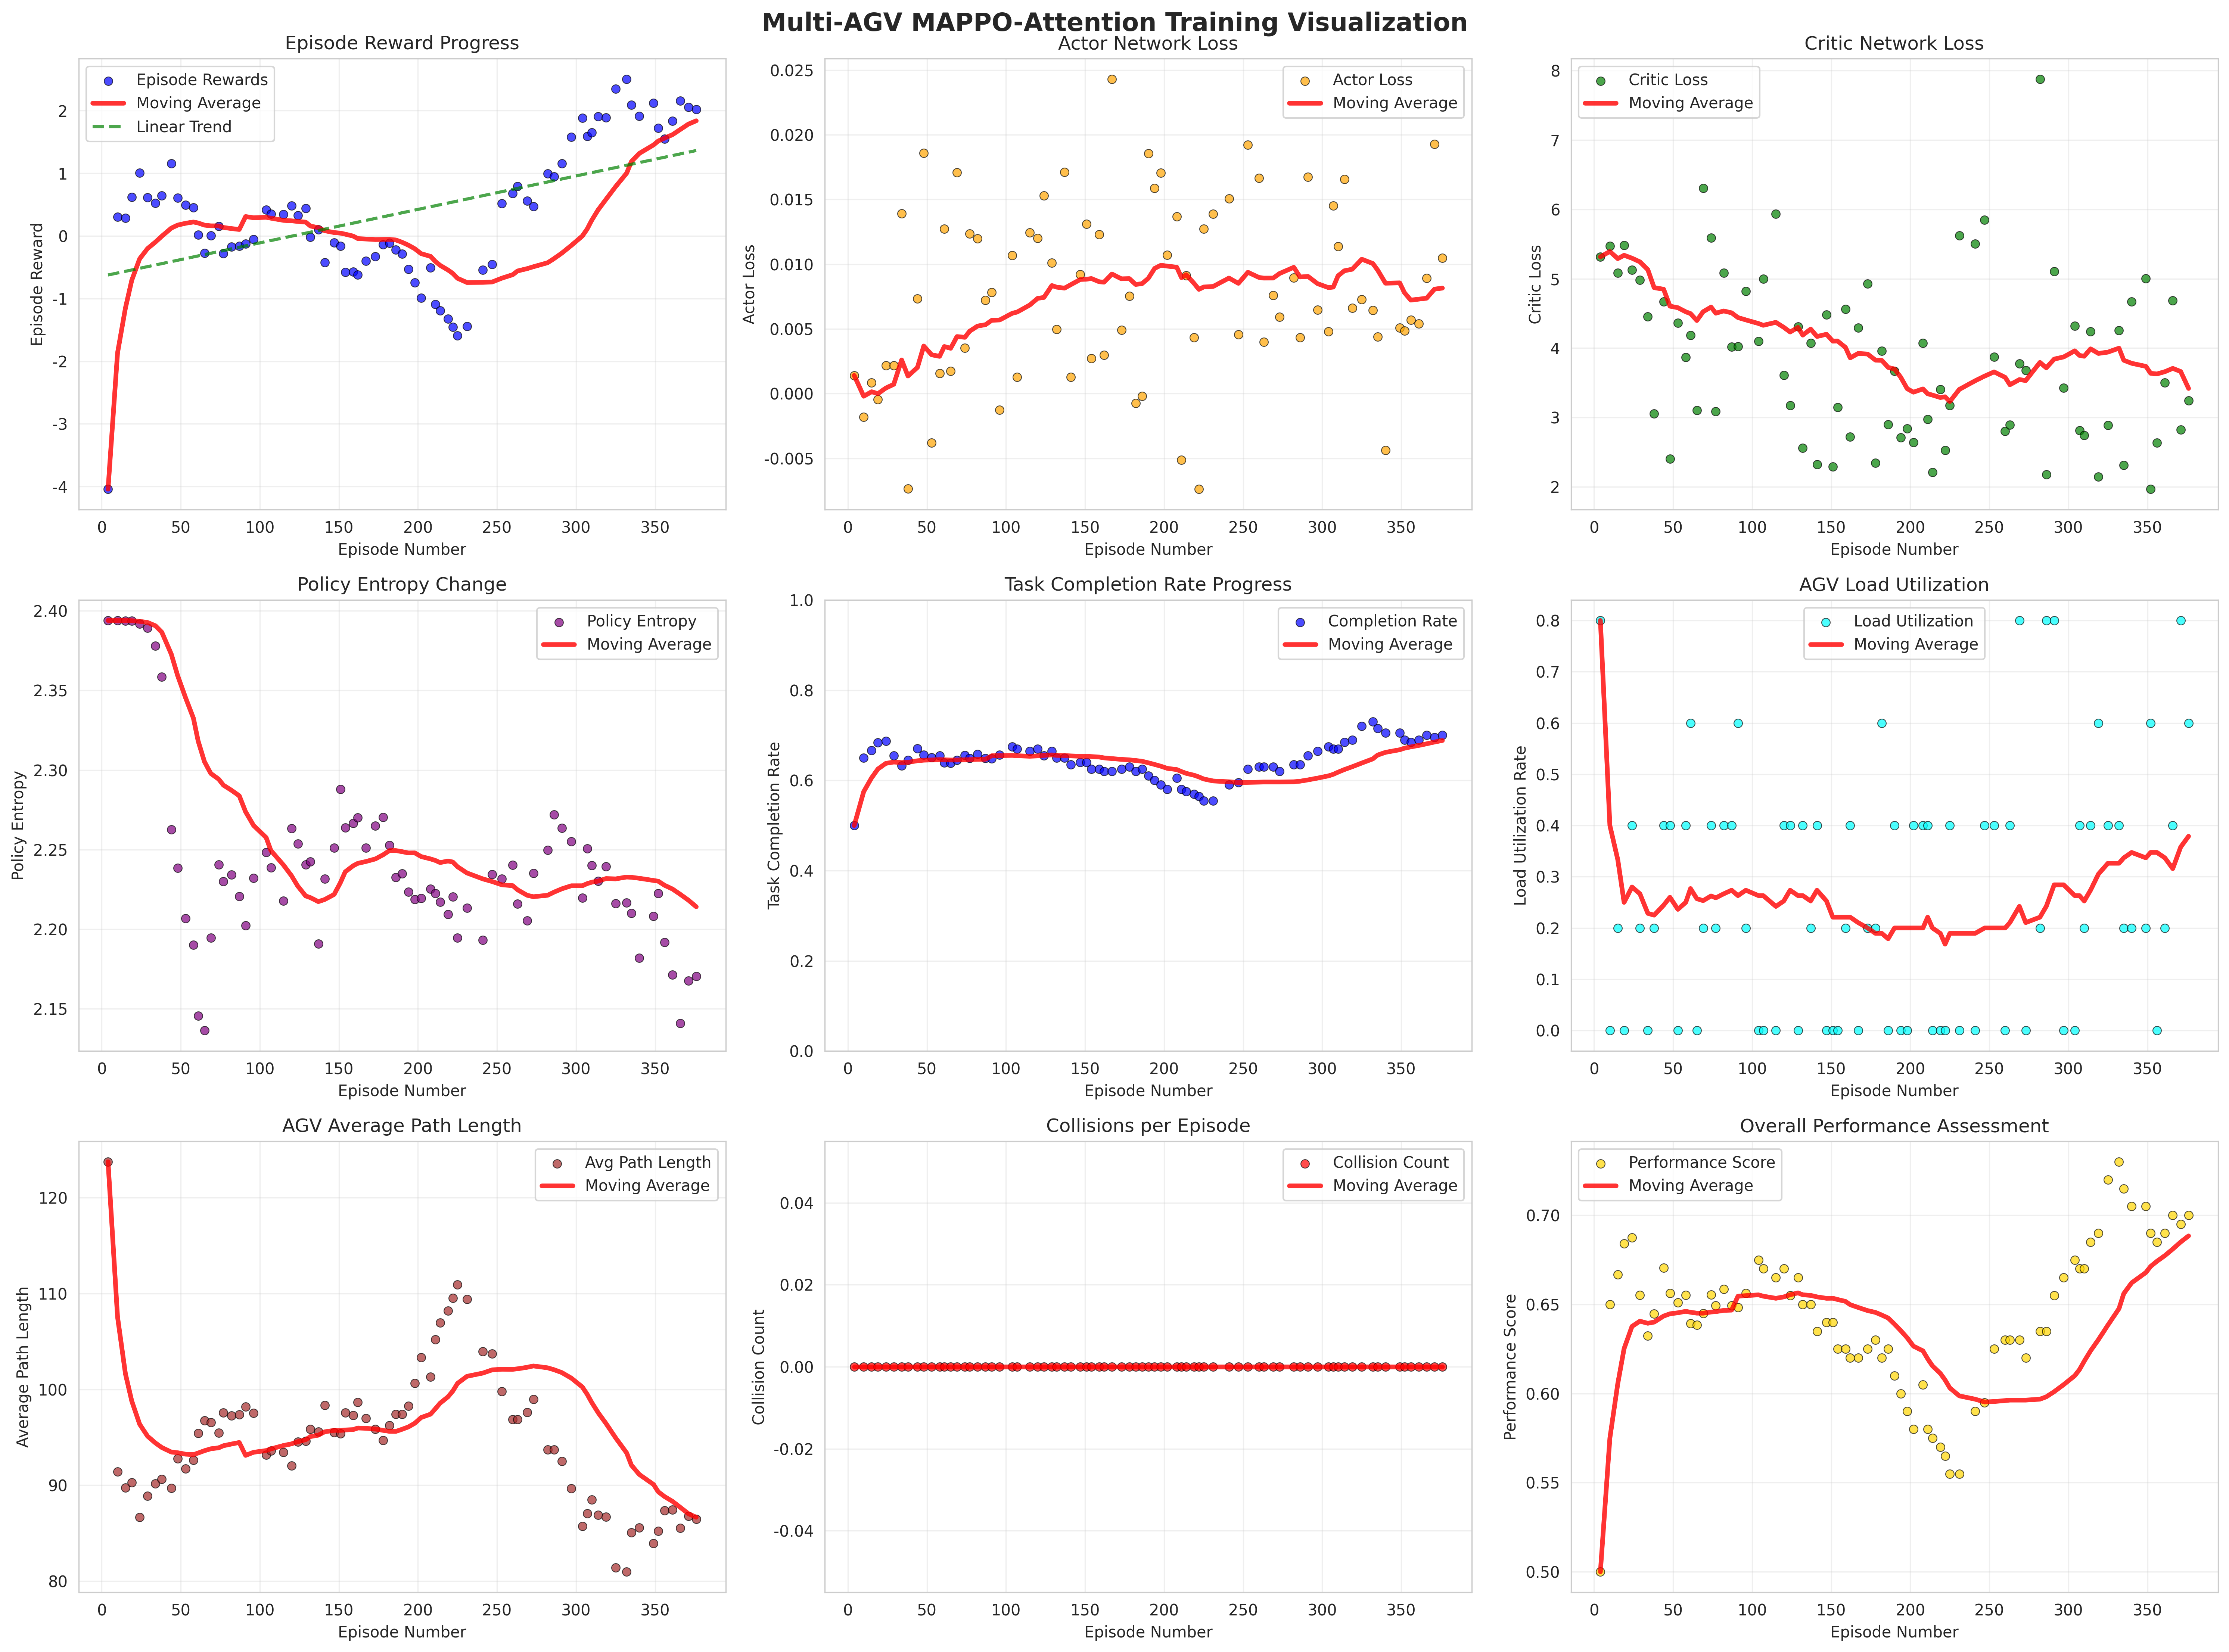 Multi-AGV MAPPO-Attention Training Visualization
Episode Reward Progress
Episode Rewards
Moving Average
Linear Trend
2
1
0
-1
-2
-3
-4
Episode Reward
0 50 100 150 200 250 300 350
Episode Number
Actor Network Loss
Actor Loss
Moving Average
0.025
0.020
0.015
0.010
0.005
0.000
-0.005
Actor Loss
0 50 100 150 200 250 300 350
Episode Number
Critic Network Loss
Critic Loss
Moving Average
8
7
6
5
4
3
2
Critic Loss
0 50 100 150 200 250 300 350
Episode Number
Policy Entropy Change
Policy Entropy
Moving Average
2.40
2.35
2.30
2.25
2.20
2.15
Policy Entropy
0 50 100 150 200 250 300 350
Episode Number
Task Completion Rate Progress
Completion Rate
Moving Average
1.0
0.8
0.6
0.4
0.2
0.0
Task Completion Rate
0 50 100 150 200 250 300 350
Episode Number
AGV Load Utilization
Load Utilization
Moving Average
0.8
0.7
0.6
0.5
0.4
0.3
0.2
0.1
0.0
Load Utilization Rate
0 50 100 150 200 250 300 350
Episode Number
AGV Average Path Length
Avg Path Length
Moving Average
120
110
100
90
80
Average Path Length
0 50 100 150 200 250 300 350
Episode Number
Collisions per Episode
Collision Count
Moving Average
0.04
0.02
0.00
-0.02
-0.04
Collision Count
0 50 100 150 200 250 300 350
Episode Number
Overall Performance Assessment
Performance Score
Moving Average
0.70
0.65
0.60
0.55
0.50
Performance Score
0 50 100 150 200 250 300 350
Episode Number